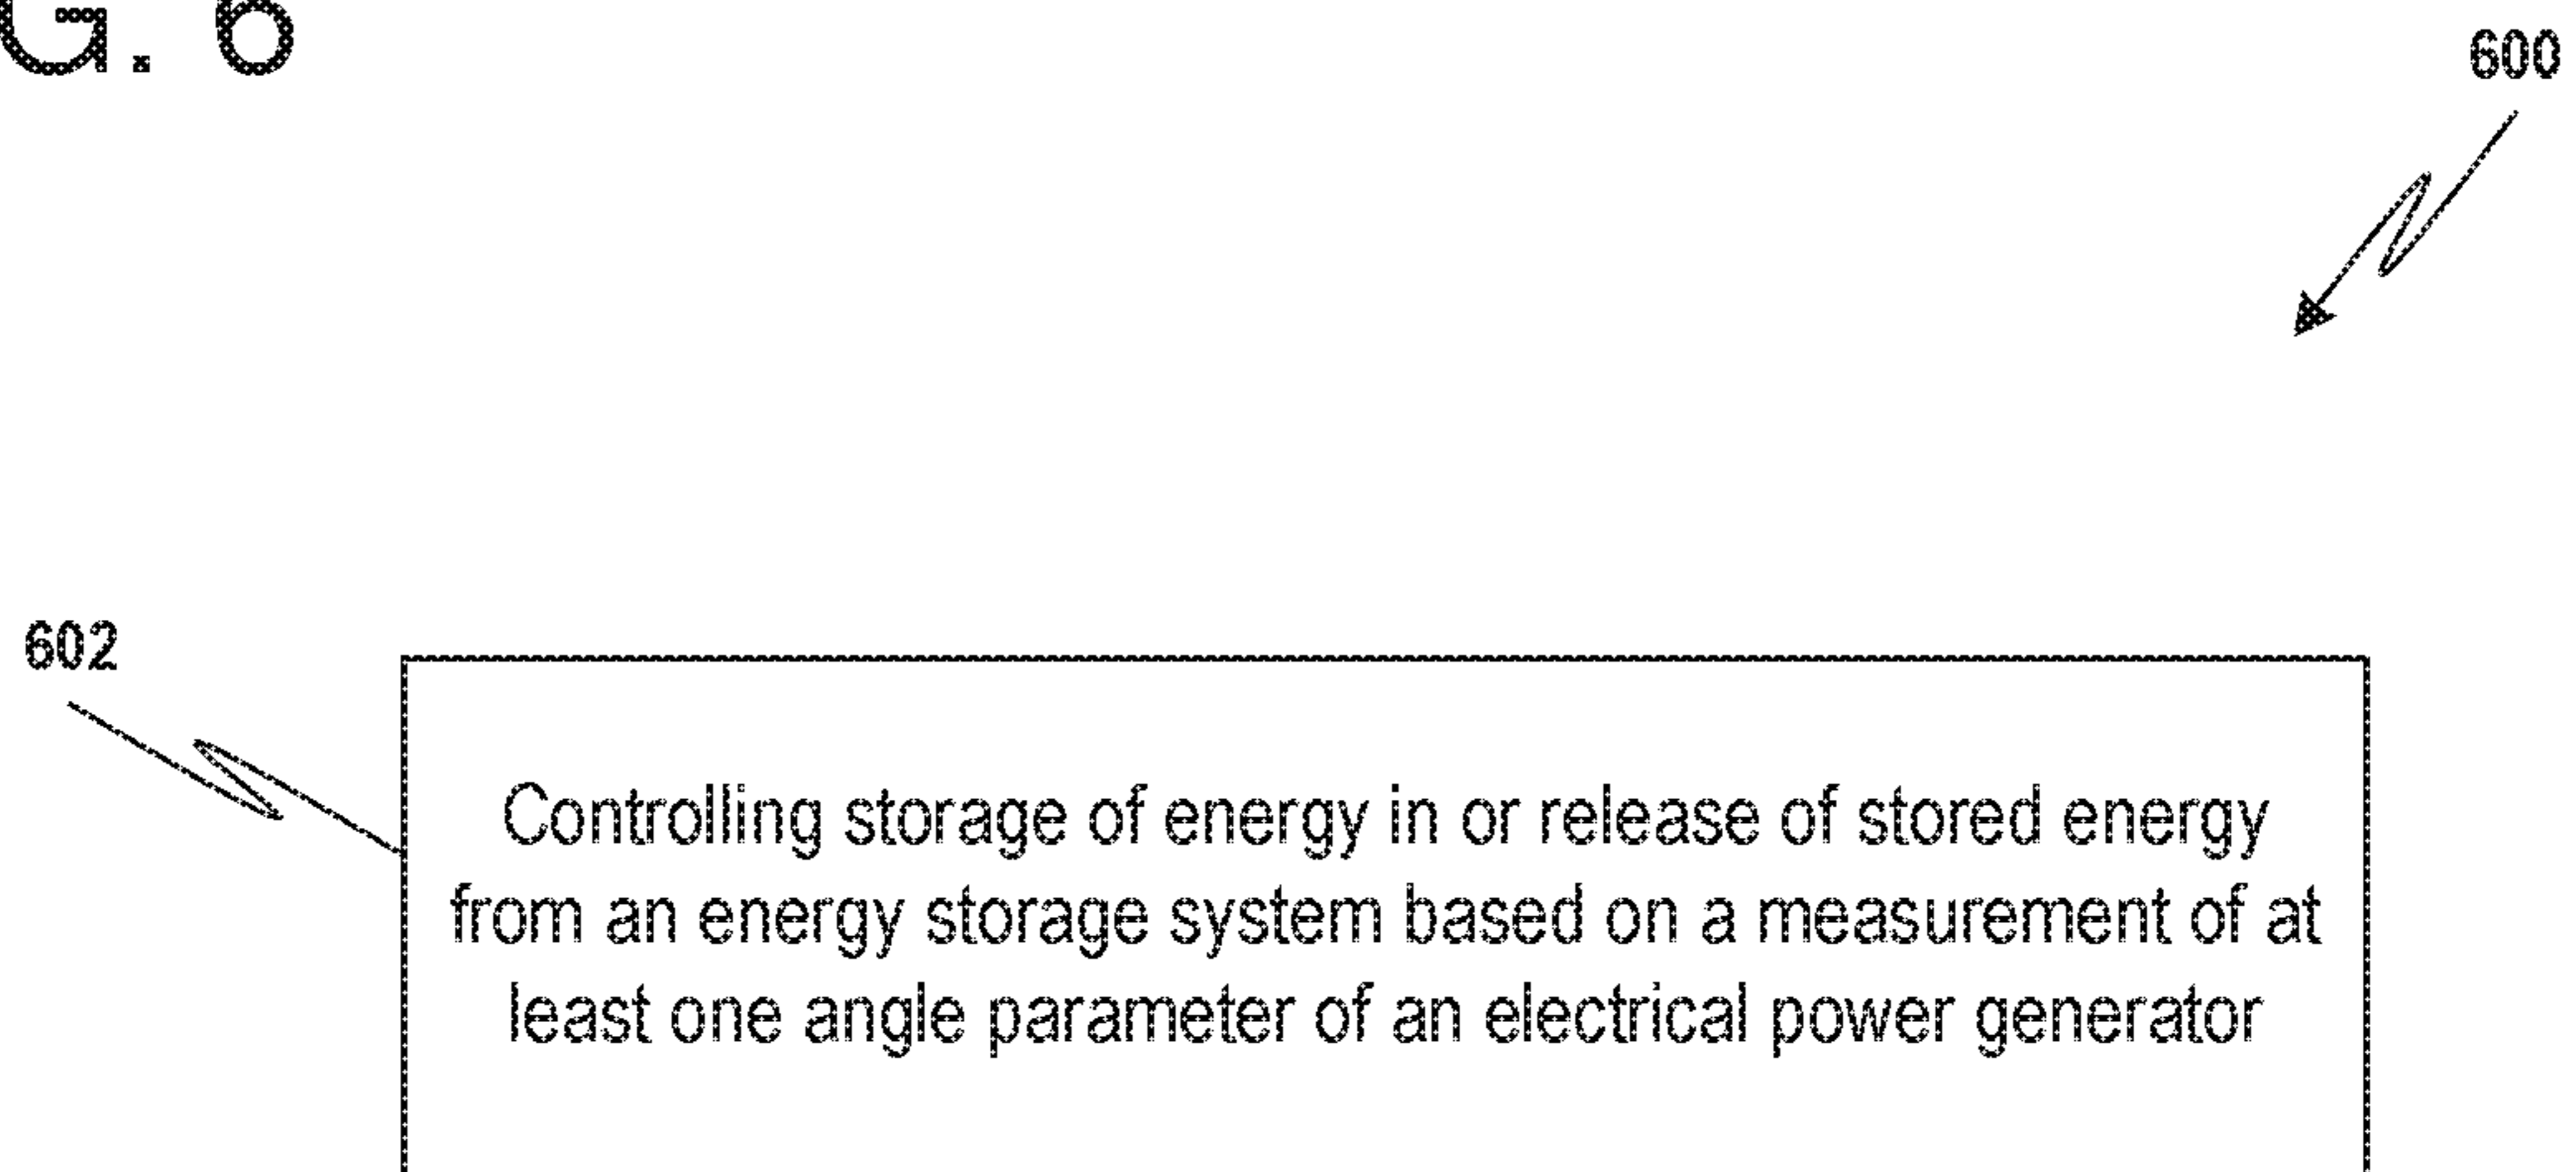 G. 6
600
602
Controlling storage of energy in or release of stored energy
from an energy storage system based on a measurement of at
least one angle parameter of an electrical power generator